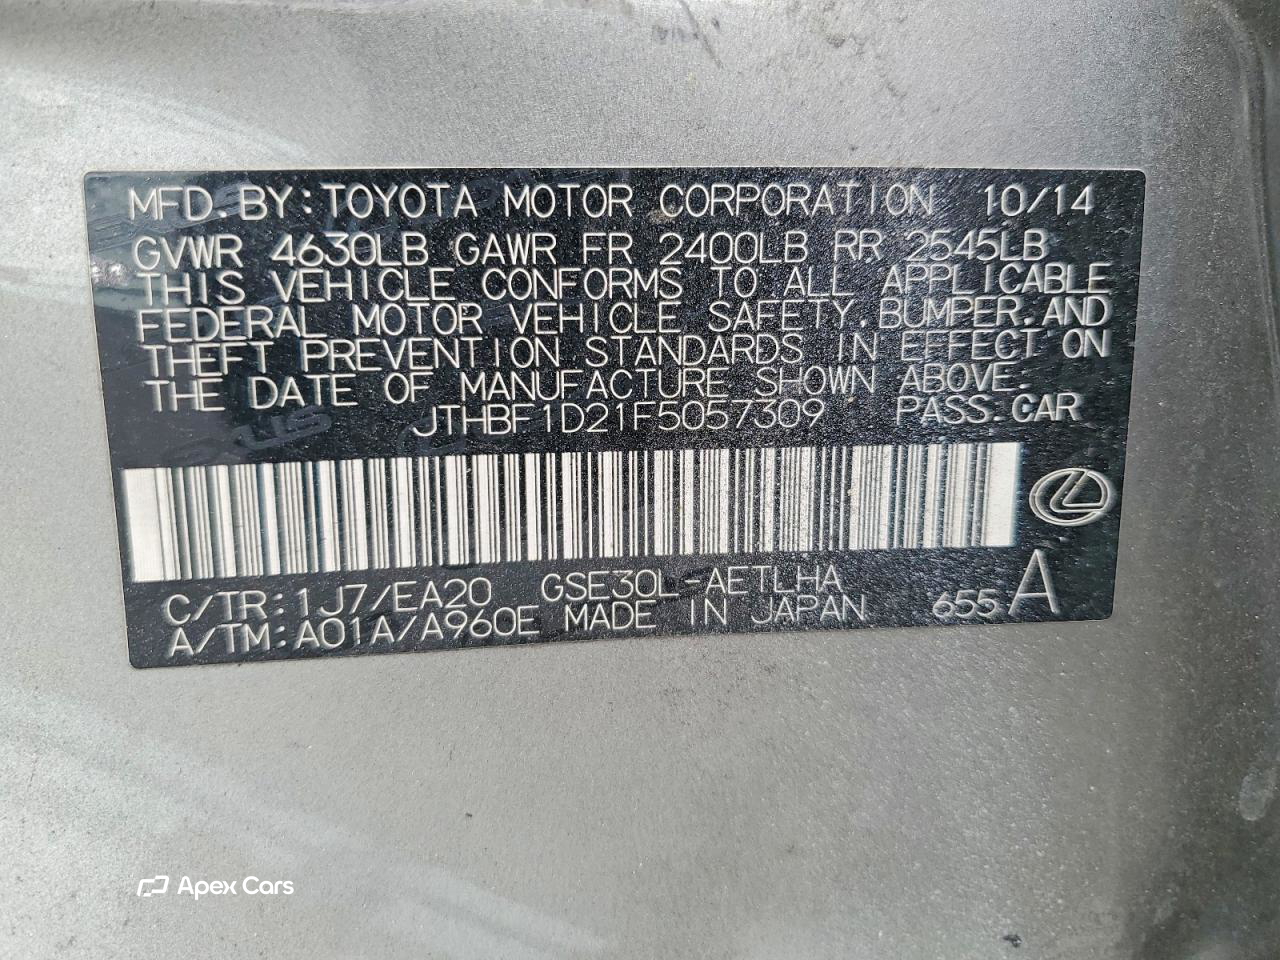 MFD.BY:TOYOTA MOTOR CORPORATION 10/14
GVWR 4630LB GAWR FR 2400LB RR 2545LB
THIS VEHICLE CONFORMS TO ALL APPLICABLE
FEDERAL MOTOR VEHICLE SAFETY,BUMPER,AND
THEFT PREVENTION STANDARDS IN EFFECT ON
THE DATE OF MANUFACTURE SHOWN ABOVE.
JTHBF1D21F5057309 PASS.CAR
C/TR:1J7/EA20 GSE30L-AETLHA
A/TM:A01A/A960E MADE IN JAPAN 655 A
Apex Cars